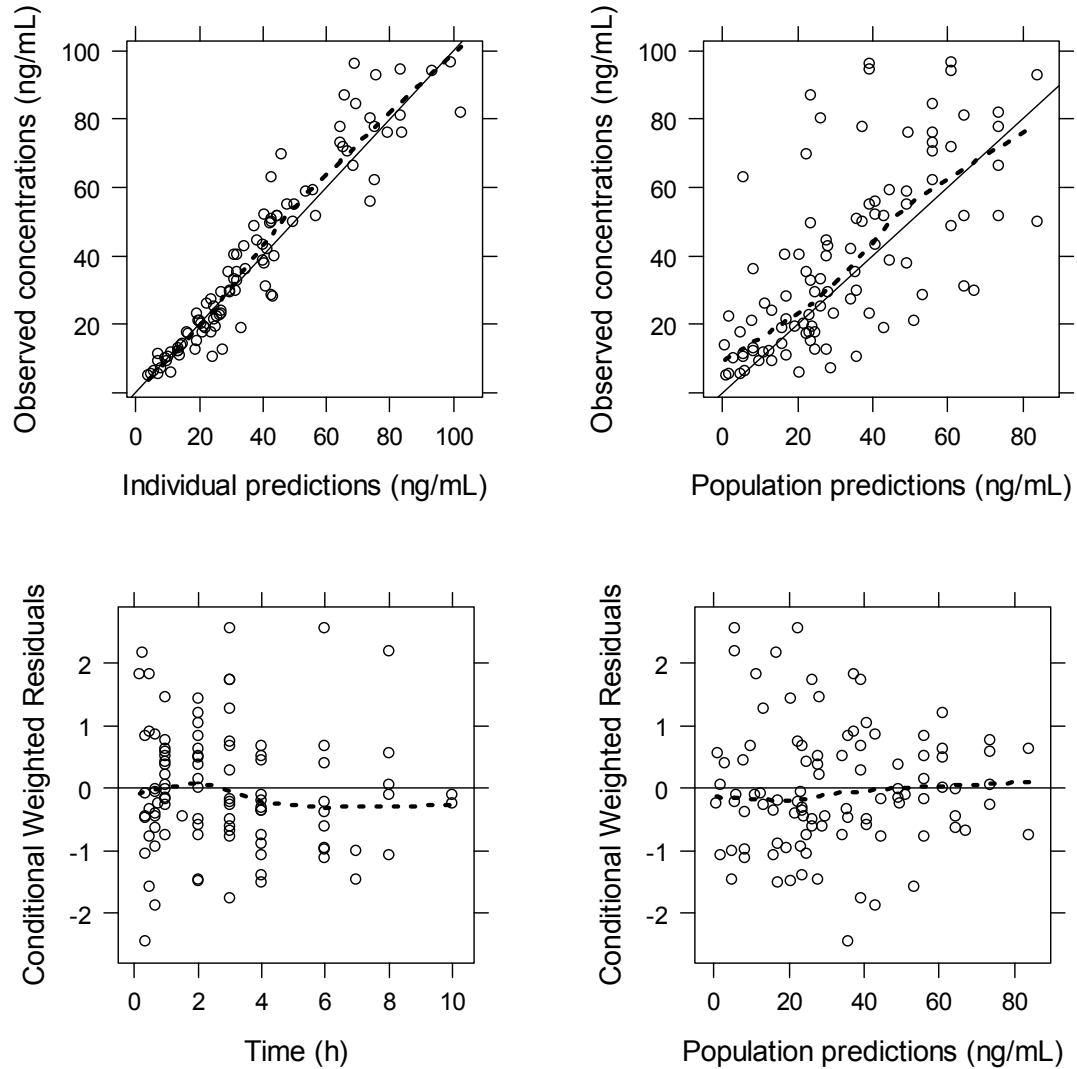 Observed concentrations (ng/mL)
100
80
60
40
20
0 20 40 60 80 100
Individual predictions (ng/mL)
Observed concentrations (ng/mL)
100
80
60
40
20
0 20 40 60 80
Population predictions (ng/mL)
Conditional Weighted Residuals
2
1
0
-1
-2
0 2 4 6 8 10
Time (h)
Conditional Weighted Residuals
2
1
0
-1
-2
0 20 40 60 80
Population predictions (ng/mL)